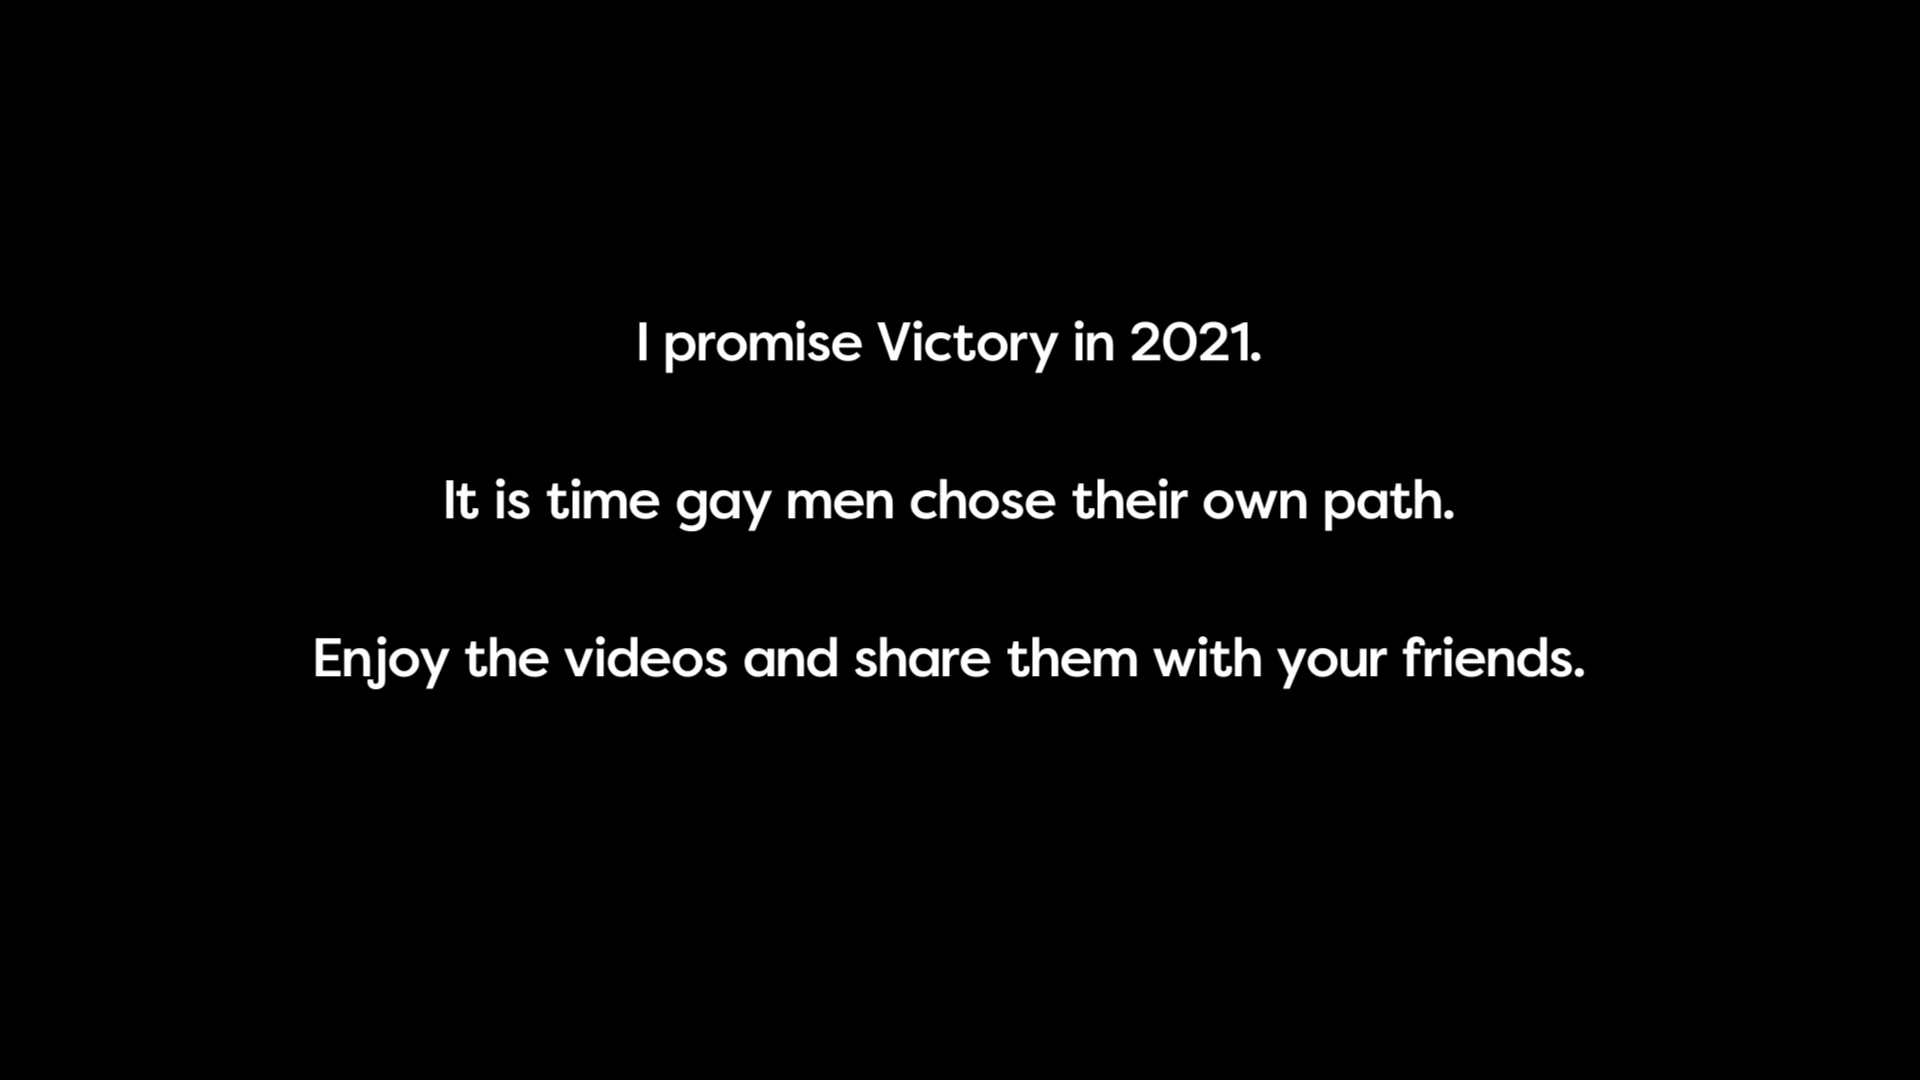 I promise Victory in 2021.
It is time gay men chose their own path.
Enjoy the videos and share them with your friends.